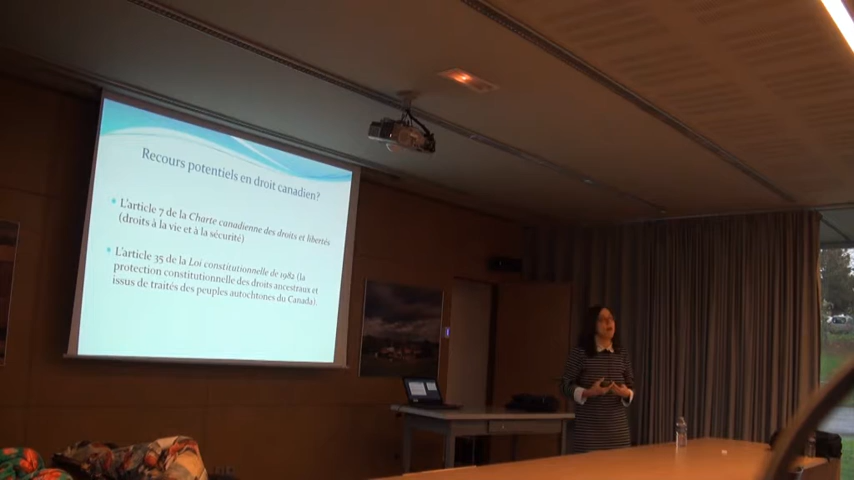 Recours potentiels en droit canadien?
L'article 7 de la Charte canadienne des droits et libertés
(droits à la vie et à la sécurité)
L'article 35 de la Loi constitutionnelle de 1982 (la
protection constitutionnelle des droits ancestraux et
issus de traités des peuples autochtones du Canada).